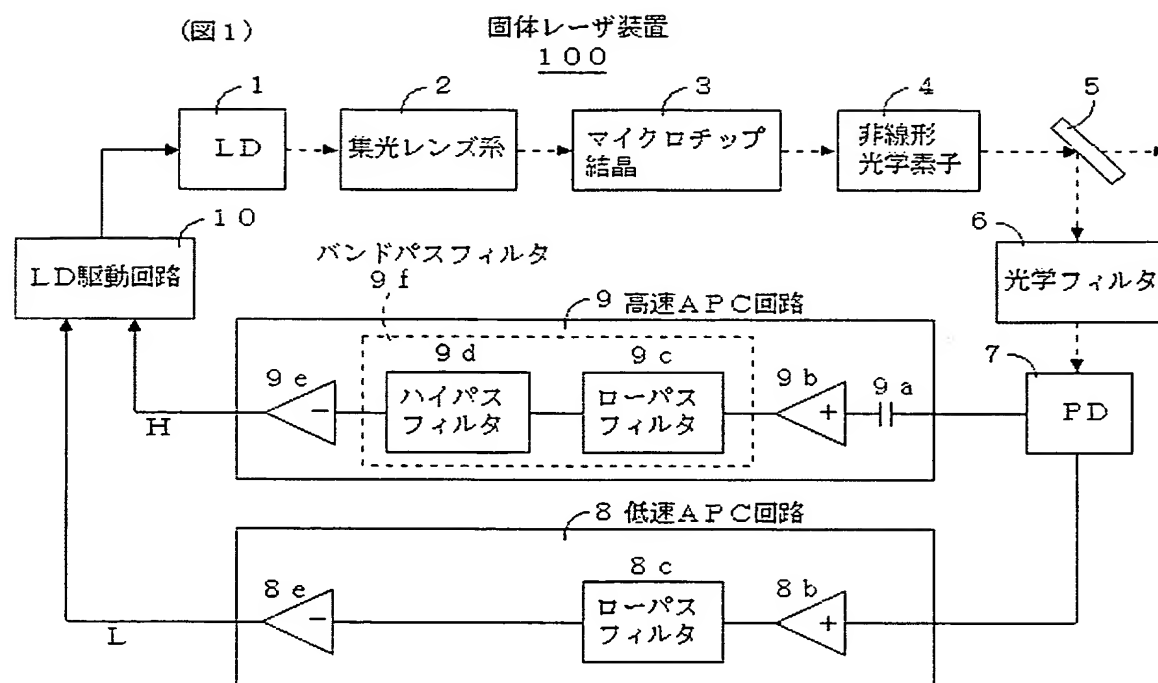 (図1)
固体レーザ装置
100
1
2
3
4
5
LD
集光レンズ系
マイクロチップ
結晶
非線形
光学素子
10
LD駆動回路
バンドパスフィルタ
9f
9 高速APC回路
6
光学フィルタ
9e
9d
9c
9b
9a
7
−
ハイパス
フィルタ
ローパス
フィルタ
+
PD
H
8 低速APC回路
8e
8c
8b
−
ローパス
フィルタ
+
L